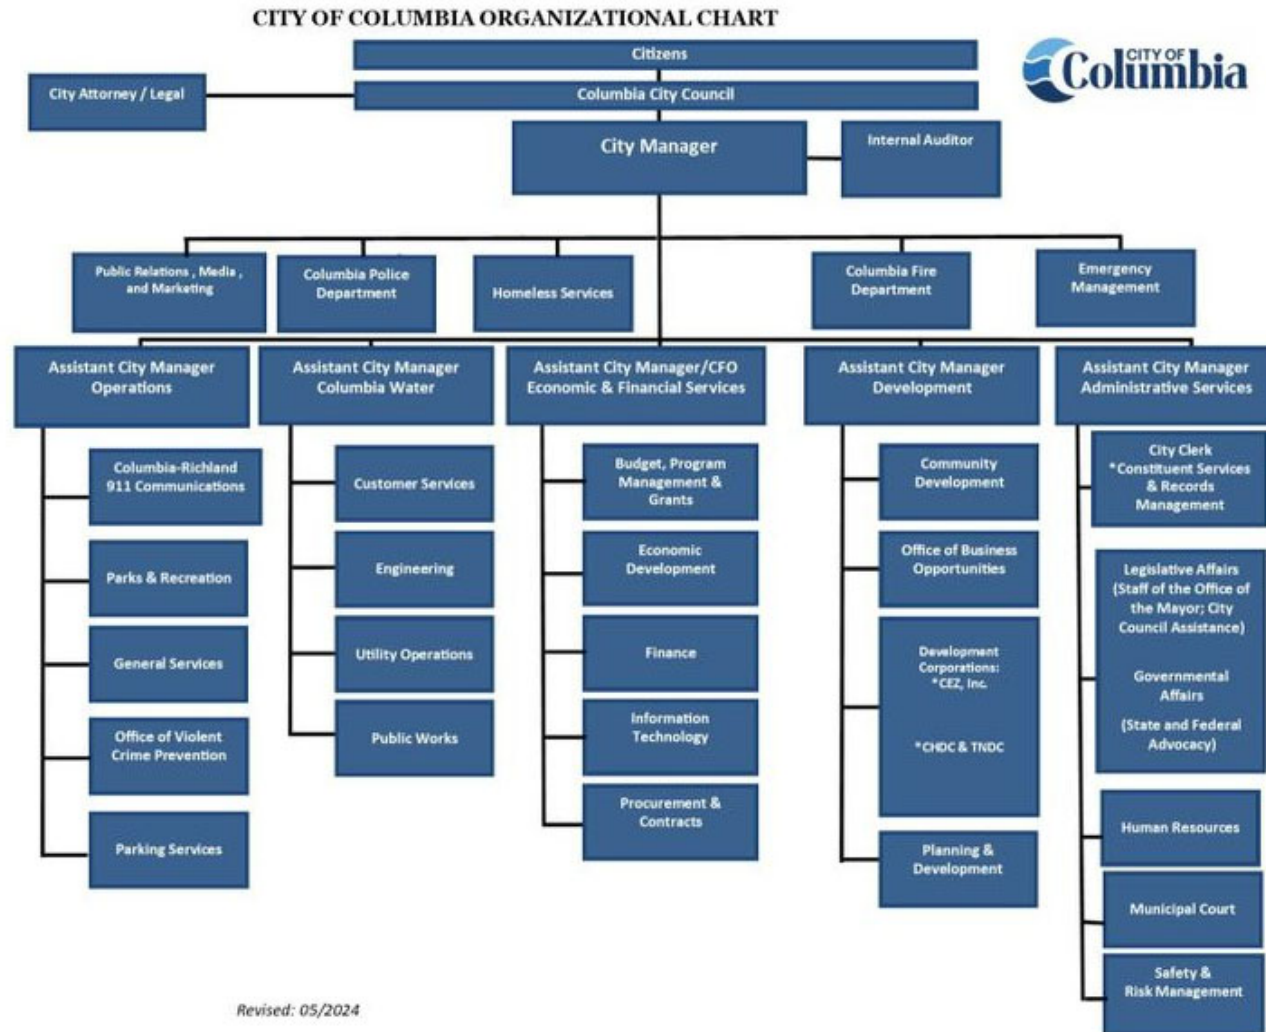 CITY OF COLUMBIA ORGANIZATIONAL CHART
CITY OF
Columbia
Citizens
City Attorney / Legal
Columbia City Council
City Manager
Internal Auditor
Public Relations , Media ,
and Marketing
Columbia Police
Department
Homeless Services
Columbia Fire
Department
Emergency
Management
Assistant City Manager
Operations
Assistant City Manager
Columbia Water
Assistant City Manager/CFO
Economic & Financial Services
Assistant City Manager
Development
Assistant City Manager
Administrative Services
Columbia-Richland
911 Communications
Parks & Recreation
General Services
Office of Violent
Crime Prevention
Parking Services
Customer Services
Engineering
Utility Operations
Public Works
Budget, Program
Management &
Grants
Economic
Development
Finance
Information
Technology
Procurement &
Contracts
Community
Development
Office of Business
Opportunities
Development
Corporations:
*CEZ, Inc.
*CHDC & TNDC
Planning &
Development
City Clerk
*Constituent Services
& Records
Management
Legislative Affairs
(Staff of the Office of
the Mayor; City
Council Assistance)
Governmental
Affairs
(State and Federal
Advocacy)
Human Resources
Municipal Court
Safety &
Risk Management
Revised: 05/2024